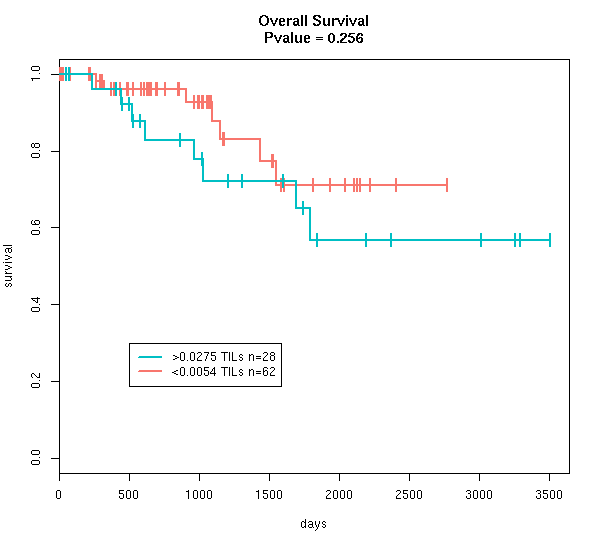 Overall Survival
Pvalue = 0.256
1.0
0.8
0.6
0.4
0.2
0.0
survival
>0.0275 TILs n=28
<0.0054 TILs n=62
0 500 1000 1500 2000 2500 3000 3500
days